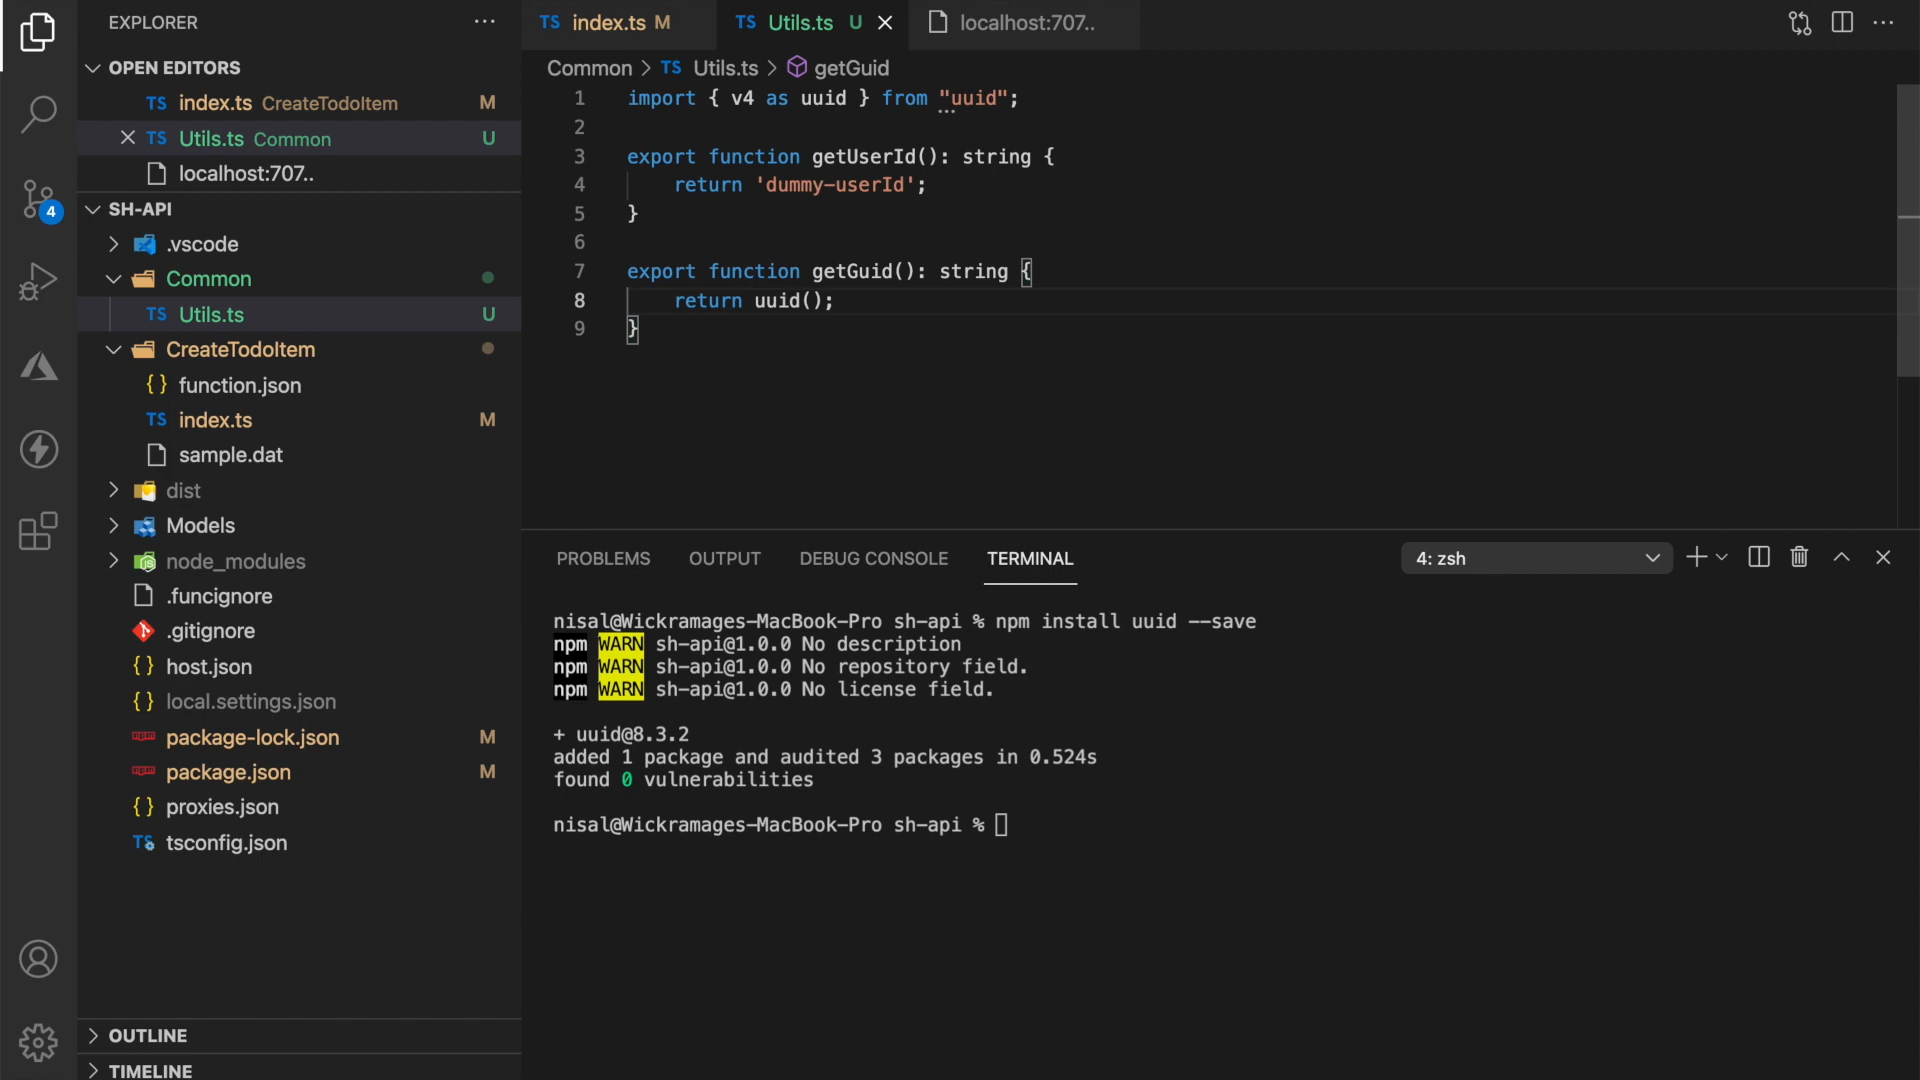 EXPLORER
OPEN EDITORS
TS index.ts CreateTodoItem M
TS Utils.ts Common U
localhost:707..
4
SH-API
.vscode
Common
TS Utils.ts U
CreateTodoItem
{ } function.json
TS index.ts M
sample.dat
dist
Models
node_modules
.funcignore
.gitignore
{ } host.json
{ } local.settings.json
package-lock.json M
package.json M
{ } proxies.json
TS tsconfig.json
OUTLINE
TIMELINE
TS index.ts M
TS Utils.ts U
localhost:707..
Common > TS Utils.ts > getGuid
1 import { v4 as uuid } from "uuid";
2
3 export function getUserId(): string {
4 return 'dummy-userId';
5 }
6
7 export function getGuid(): string {
8 return uuid();
9 }
PROBLEMS OUTPUT DEBUG CONSOLE TERMINAL
4: zsh
nisal@Wickramages-MacBook-Pro sh-api % npm install uuid --save
npm WARN sh-api@1.0.0 No description
npm WARN sh-api@1.0.0 No repository field.
npm WARN sh-api@1.0.0 No license field.
+ uuid@8.3.2
added 1 package and audited 3 packages in 0.524s
found 0 vulnerabilities
nisal@Wickramages-MacBook-Pro sh-api %